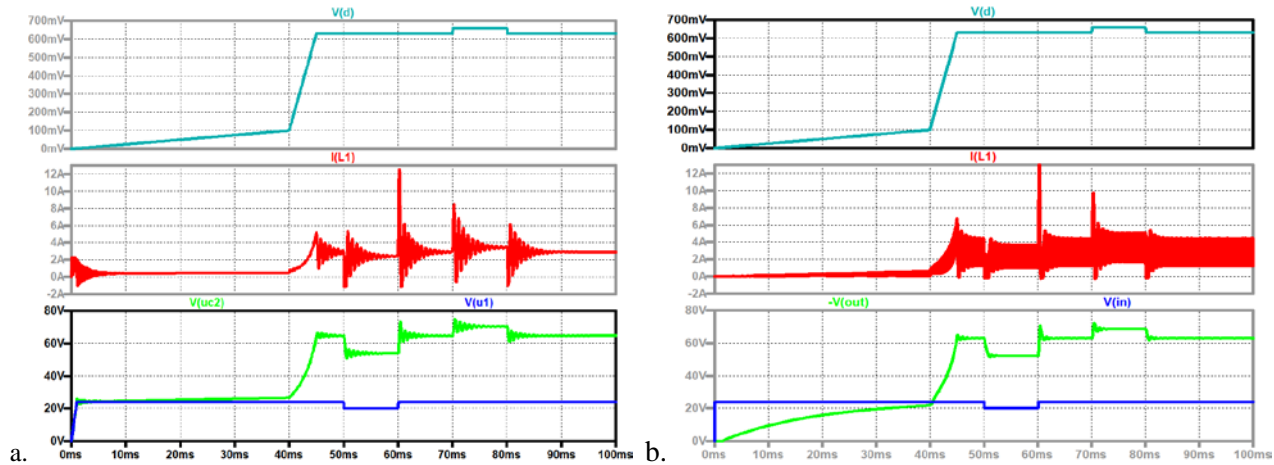 V(d)
700mV
600mV
500mV
400mV
300mV
200mV
100mV
0mV
I(L1)
12A
10A
8A
6A
4A
2A
0A
-2A
V(uc2) V(u1)
80V
60V
40V
20V
0V
0ms 10ms 20ms 30ms 40ms 50ms 60ms 70ms 80ms 90ms 100ms
a.
V(d)
700mV
600mV
500mV
400mV
300mV
200mV
100mV
0mV
I(L1)
12A
10A
8A
6A
4A
2A
0A
-2A
-V(out) V(in)
80V
60V
40V
20V
0V
0ms 10ms 20ms 30ms 40ms 50ms 60ms 70ms 80ms 90ms 100ms
b.